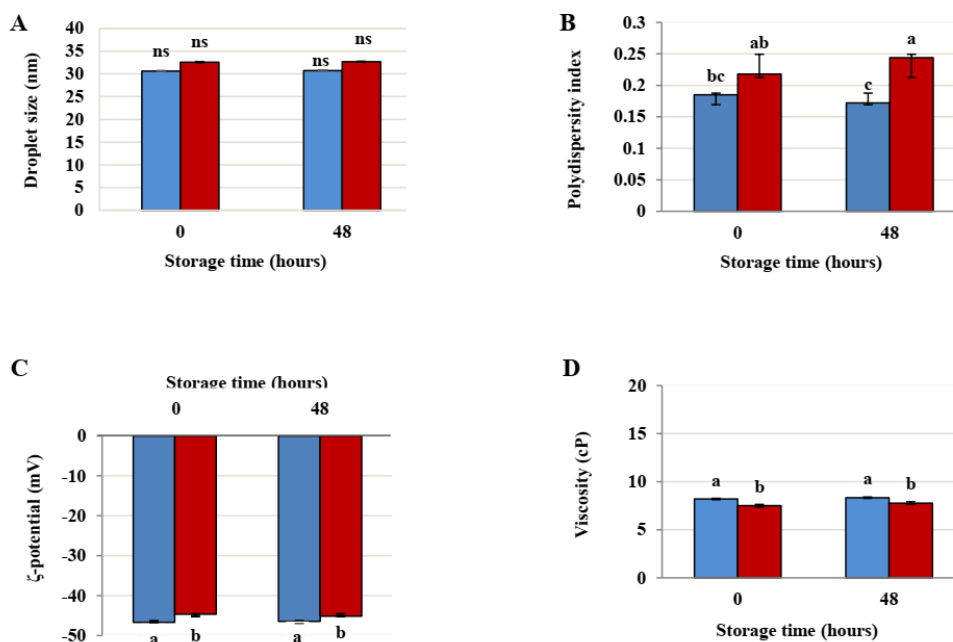 A
Droplet size (nm)
45
40
35
30
25
20
15
10
5
0
ns
ns
ns
ns
0
48
Storage time (hours)
B
Polydispersity index
0.3
0.25
0.2
0.15
0.1
0.05
0
bc
ab
c
a
0
48
Storage time (hours)
C
Storage time (hours)
0
48
ζ-potential (mV)
0
-10
-20
-30
-40
-50
a
b
a
b
D
Viscosity (cP)
20
15
10
5
0
a
b
a
b
0
48
Storage time (hours)